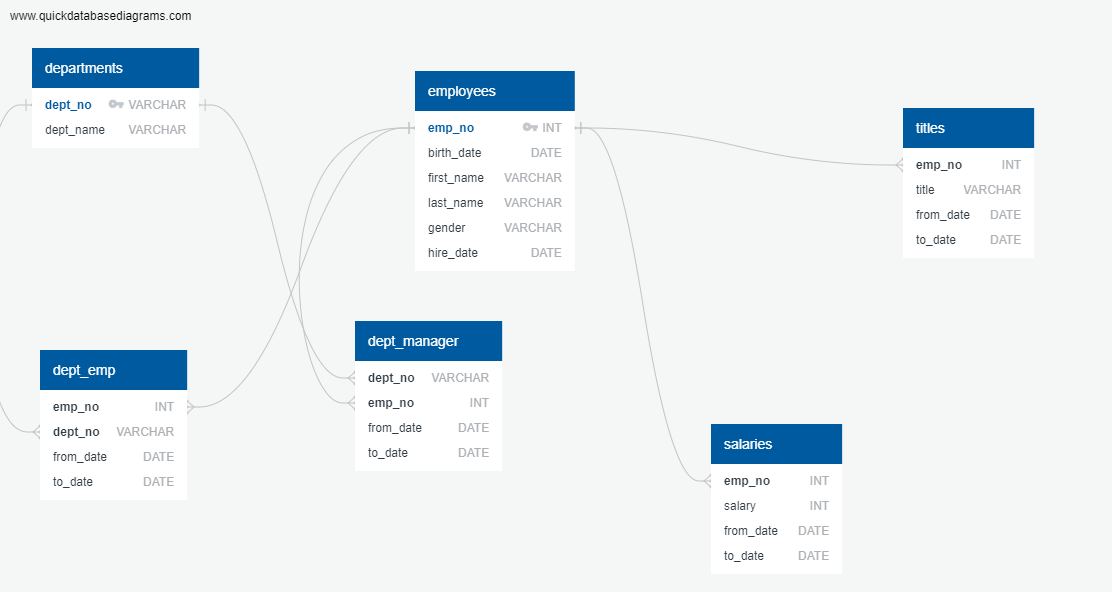 www.quickdatabasediagrams.com
departments
dept_no VARCHAR
dept_name VARCHAR
employees
emp_no INT
birth_date DATE
first_name VARCHAR
last_name VARCHAR
gender VARCHAR
hire_date DATE
titles
emp_no INT
title VARCHAR
from_date DATE
to_date DATE
dept_emp
emp_no INT
dept_no VARCHAR
from_date DATE
to_date DATE
dept_manager
dept_no VARCHAR
emp_no INT
from_date DATE
to_date DATE
salaries
emp_no INT
salary INT
from_date DATE
to_date DATE